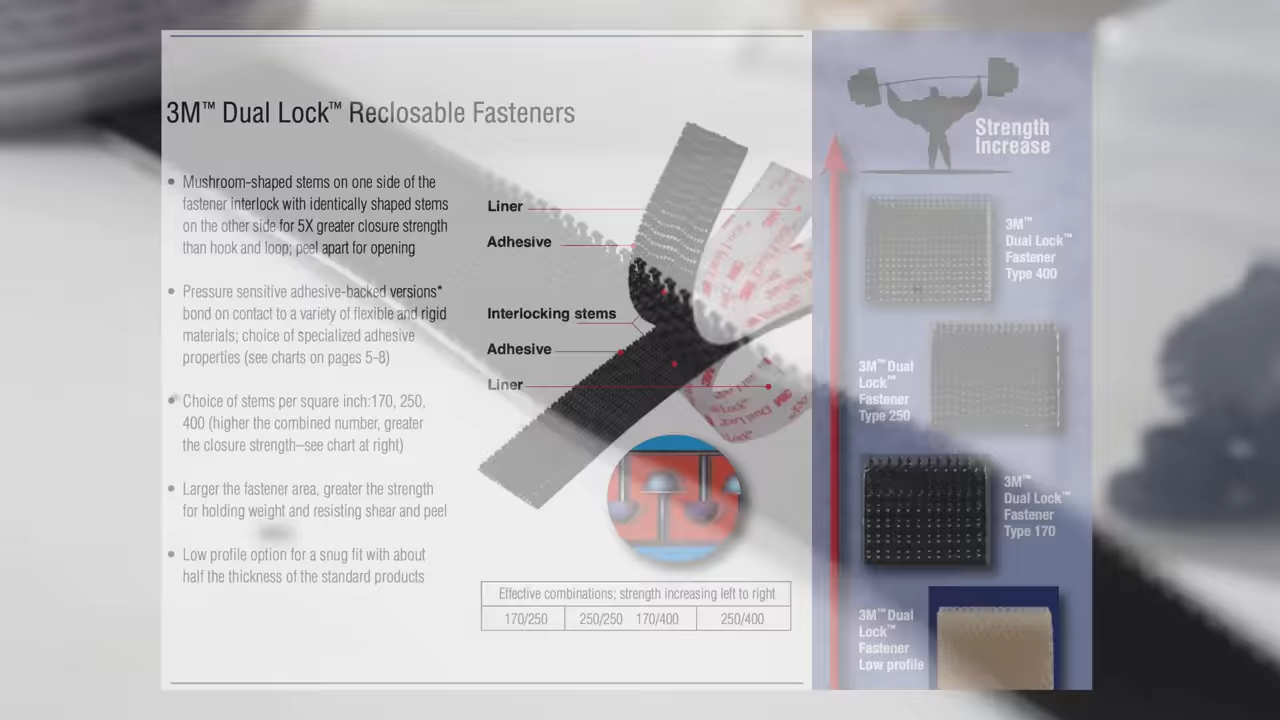 3M™ Dual Lock™ Reclosable Fasteners
• Mushroom-shaped stems on one side of the
fastener interlock with identically shaped stems
on the other side for 5X greater closure strength
than hook and loop; peel apart for opening
• Pressure sensitive adhesive-backed versions*
bond on contact to a variety of flexible and rigid
materials; choice of specialized adhesive
properties (see charts on pages 5-8)
• Choice of stems per square inch:170, 250,
400 (higher the combined number, greater
the closure strength–see chart at right)
• Larger the fastener area, greater the strength
for holding weight and resisting shear and peel
• Low profile option for a snug fit with about
half the thickness of the standard products
Liner
Adhesive
Interlocking stems
Adhesive
Liner
Effective combinations; strength increasing left to right
170/250 250/250 170/400 250/400
Strength
Increase
3M™
Dual Lock™
Fastener
Type 400
3M™ Dual
Lock™
Fastener
Type 250
3M™
Dual Lock™
Fastener
Type 170
3M™ Dual
Lock™
Fastener
Low profile